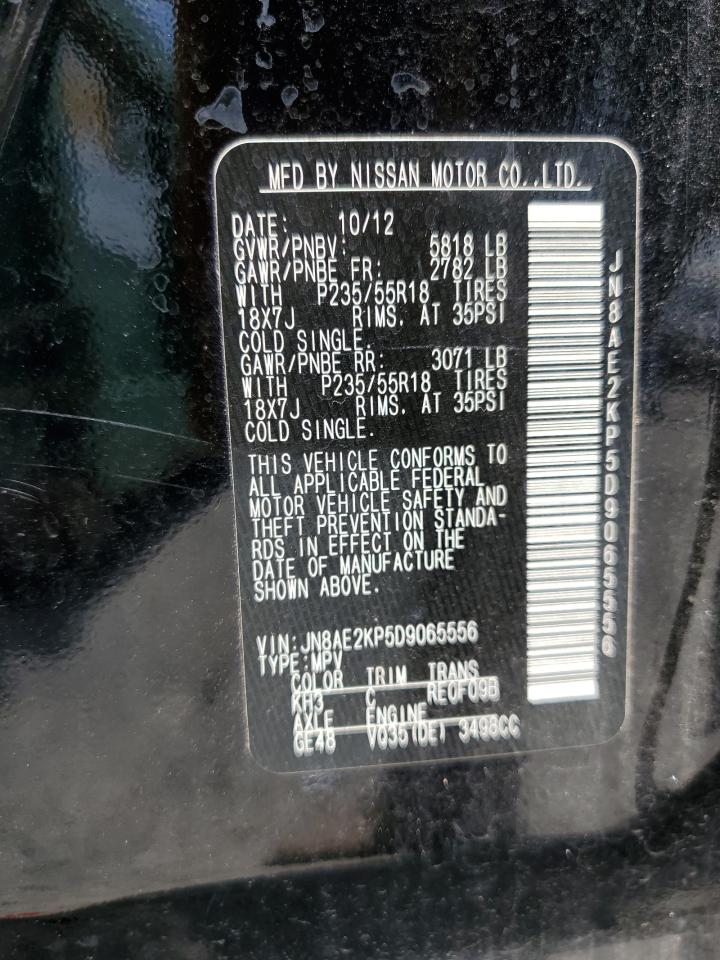 MFD BY NISSAN MOTOR CO.,LTD.
DATE: 10/12
GVWR/PNBV: 5818 LB
GAWR/PNBE FR: 2782 LB
WITH P235/55R18 TIRES
18X7J RIMS. AT 35PSI
COLD SINGLE.
GAWR/PNBE RR: 3071 LB
WITH P235/55R18 TIRES
18X7J RIMS. AT 35PSI
COLD SINGLE.
THIS VEHICLE CONFORMS TO
ALL APPLICABLE FEDERAL
MOTOR VEHICLE SAFETY AND
THEFT PREVENTION STANDA-
RDS IN EFFECT ON THE
DATE OF MANUFACTURE
SHOWN ABOVE.
VIN:JN8AE2KP5D9065556
TYPE:MPV
COLOR TRIM TRANS
KH3 C RE0F09B
AXLE ENGINE
GE48 VQ35(DE) 3498CC
JN8AE2KP5D9065556